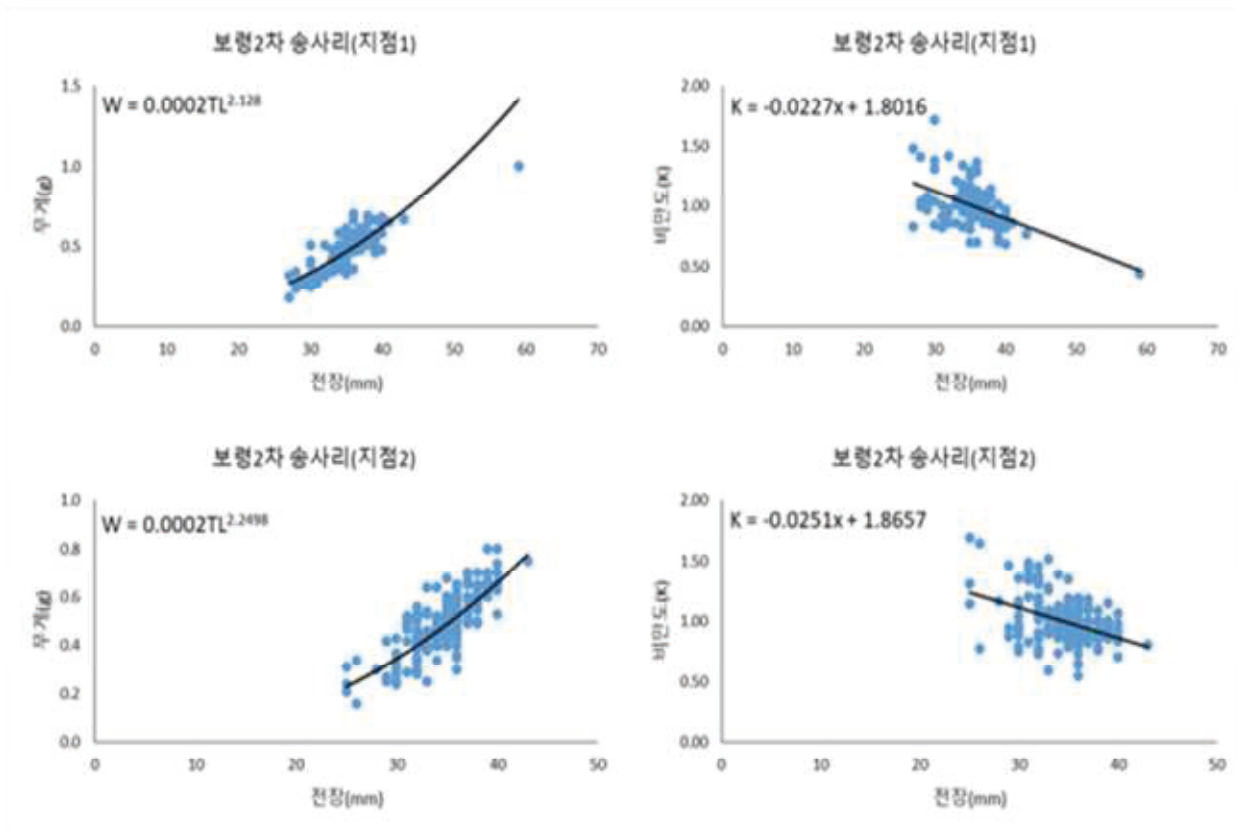 보령2차 송사리(지점1)
W = 0.0002TL^2.128
무게(g)
1.5
1.0
0.5
0.0
0 10 20 30 40 50 60 70
전장(mm)
보령2차 송사리(지점1)
K = -0.0227x + 1.8016
비만도(K)
2.00
1.50
1.00
0.50
0.00
0 10 20 30 40 50 60 70
전장(mm)
보령2차 송사리(지점2)
W = 0.0002TL^2.2498
무게(g)
1.0
0.8
0.6
0.4
0.2
0.0
0 10 20 30 40 50
전장(mm)
보령2차 송사리(지점2)
K = -0.0251x + 1.8657
비만도(K)
2.00
1.50
1.00
0.50
0.00
0 10 20 30 40 50
전장(mm)